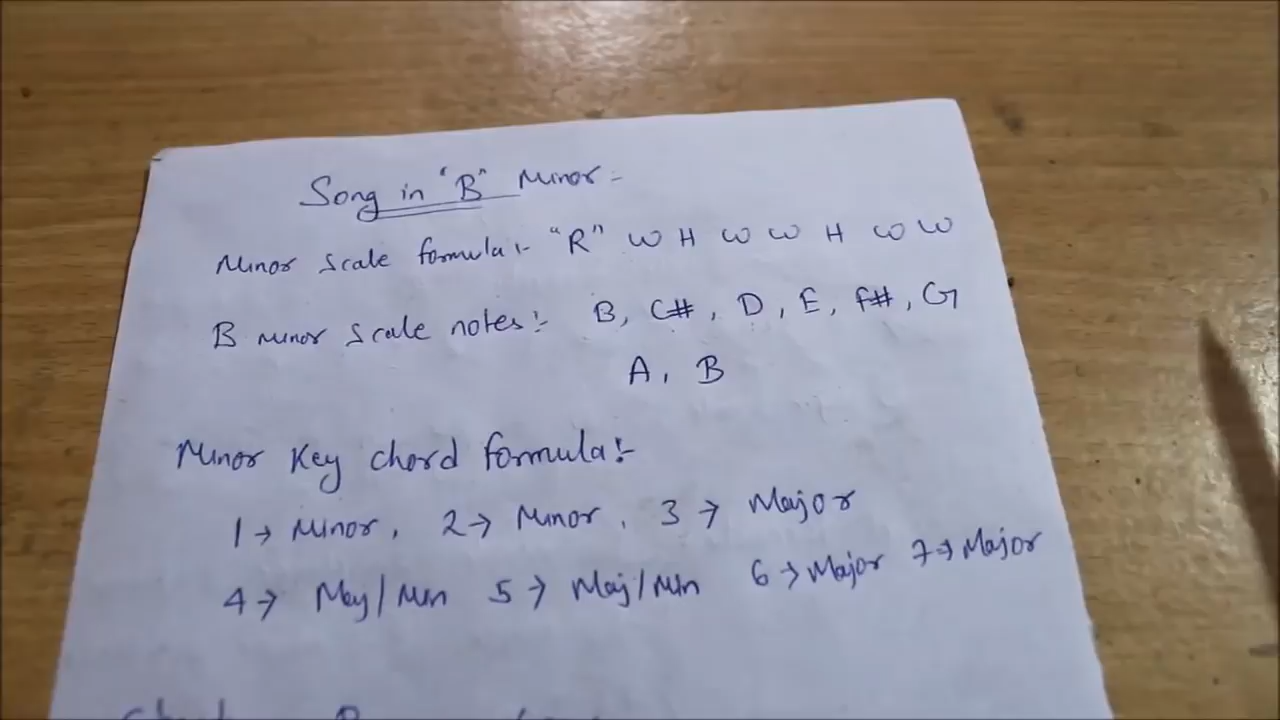 Song in "B" Minor:-
Minor Scale formula:- "R" W H W W H W W
B Minor Scale notes:- B, C#, D, E, F#, G
A, B
Minor Key chord formula:-
1→ Minor, 2→ Minor, 3→ Major
4→ Maj/Min 5→ Maj/Min 6→ Major 7→ Major